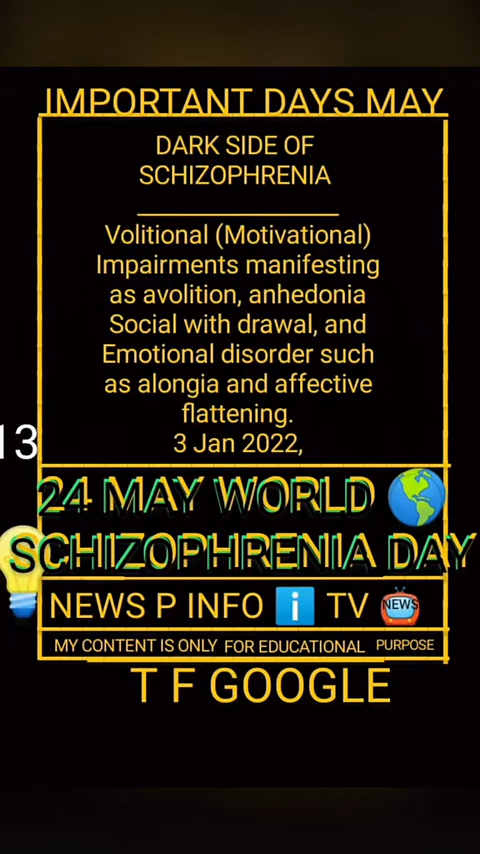 IMPORTANT DAYS MAY
DARK SIDE OF
SCHIZOPHRENIA
Volitional (Motivational)
Impairments manifesting
as avolition, anhedonia
Social with drawal, and
Emotional disorder such
as alongia and affective
flattening.
3 Jan 2022,
13
24 MAY WORLD
SCHIZOPHRENIA DAY
NEWS P INFO i TV NEWS
MY CONTENT IS ONLY FOR EDUCATIONAL PURPOSE
T F GOOGLE